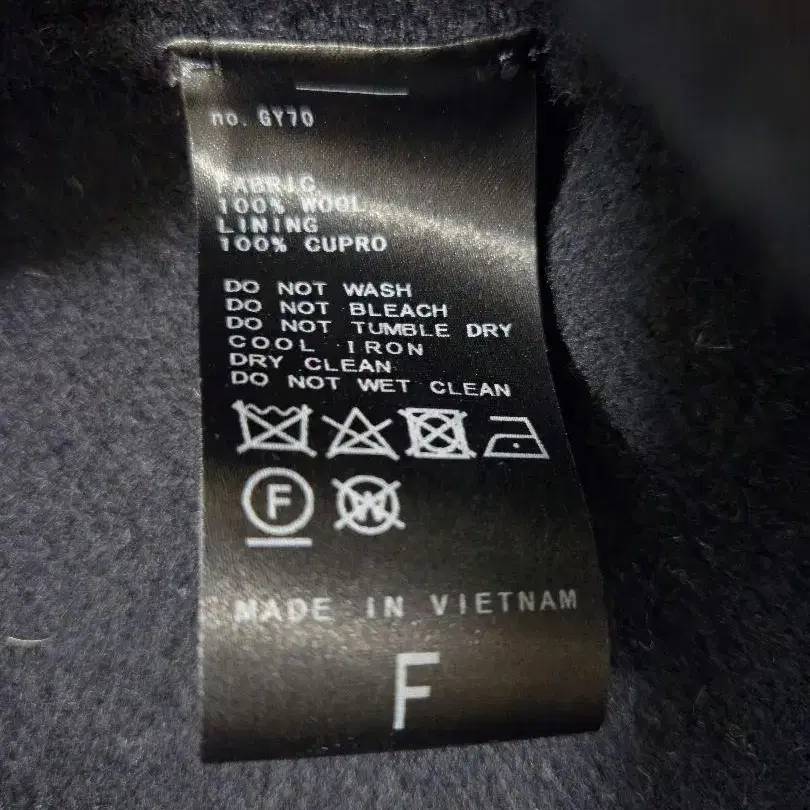 no. GY70
FABRIC
100% WOOL
LINING
100% CUPRO
DO NOT WASH
DO NOT BLEACH
DO NOT TUMBLE DRY
COOL IRON
DRY CLEAN
DO NOT WET CLEAN
F W
MADE IN VIETNAM
F